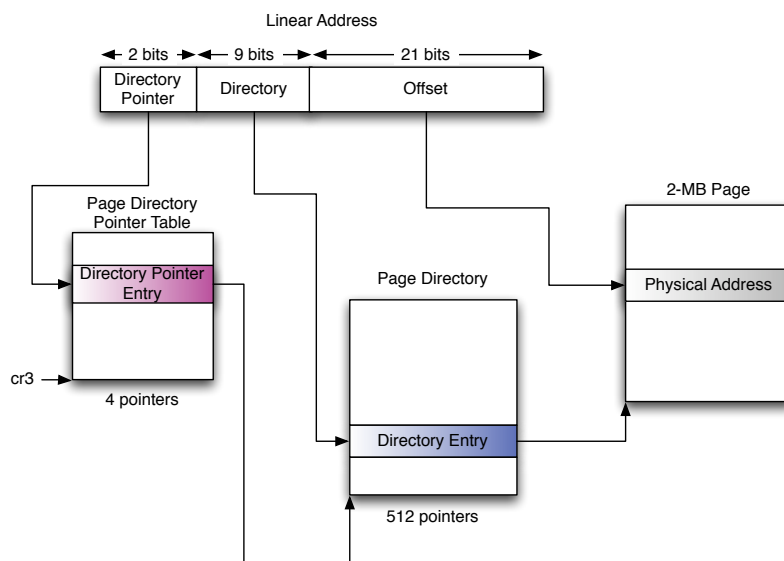 Linear Address
2 bits
9 bits
21 bits
Directory
Pointer
Directory
Offset
Page Directory
Pointer Table
Directory Pointer
Entry
cr3
4 pointers
Page Directory
Directory Entry
512 pointers
2-MB Page
Physical Address